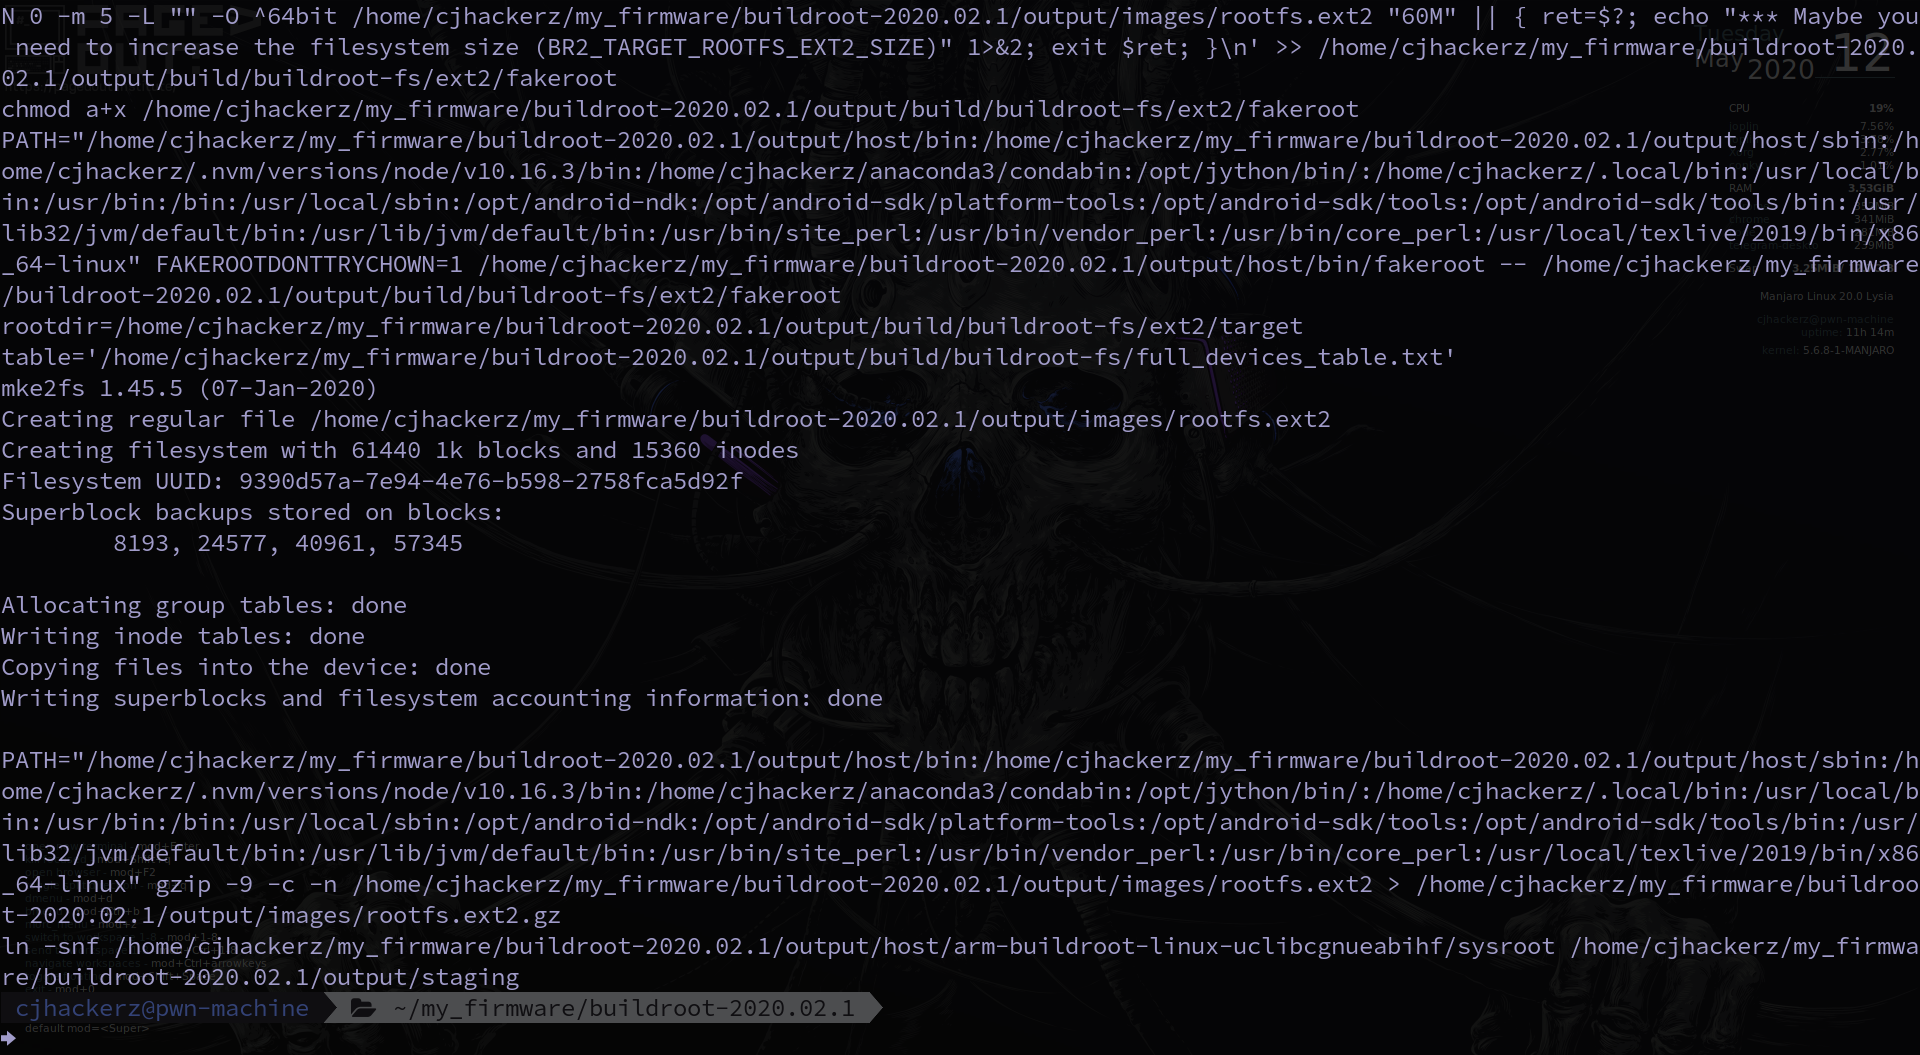 N 0 -m 5 -L "" -O ^64bit /home/cjhackerz/my_firmware/buildroot-2020.02.1/output/images/rootfs.ext2 "60M" || { ret=$?; echo "*** Maybe you
 need to increase the filesystem size (BR2_TARGET_ROOTFS_EXT2_SIZE)" 1>&2; exit $ret; }\n' >> /home/cjhackerz/my_firmware/buildroot-2020.
02.1/output/build/buildroot-fs/ext2/fakeroot
chmod a+x /home/cjhackerz/my_firmware/buildroot-2020.02.1/output/build/buildroot-fs/ext2/fakeroot
PATH="/home/cjhackerz/my_firmware/buildroot-2020.02.1/output/host/bin:/home/cjhackerz/my_firmware/buildroot-2020.02.1/output/host/sbin:/h
ome/cjhackerz/.nvm/versions/node/v10.16.3/bin:/home/cjhackerz/anaconda3/condabin:/opt/jython/bin/:/home/cjhackerz/.local/bin:/usr/local/b
in:/usr/bin:/bin:/usr/local/sbin:/opt/android-ndk:/opt/android-sdk/platform-tools:/opt/android-sdk/tools:/opt/android-sdk/tools/bin:/usr/
lib32/jvm/default/bin:/usr/lib/jvm/default/bin:/usr/bin/site_perl:/usr/bin/vendor_perl:/usr/bin/core_perl:/usr/local/texlive/2019/bin/x86
_64-linux" FAKEROOTDONTTRYCHOWN=1 /home/cjhackerz/my_firmware/buildroot-2020.02.1/output/host/bin/fakeroot -- /home/cjhackerz/my_firmware
/buildroot-2020.02.1/output/build/buildroot-fs/ext2/fakeroot
rootdir=/home/cjhackerz/my_firmware/buildroot-2020.02.1/output/build/buildroot-fs/ext2/target
table='/home/cjhackerz/my_firmware/buildroot-2020.02.1/output/build/buildroot-fs/full_devices_table.txt'
mke2fs 1.45.5 (07-Jan-2020)
Creating regular file /home/cjhackerz/my_firmware/buildroot-2020.02.1/output/images/rootfs.ext2
Creating filesystem with 61440 1k blocks and 15360 inodes
Filesystem UUID: 9390d57a-7e94-4e76-b598-2758fca5d92f
Superblock backups stored on blocks:
        8193, 24577, 40961, 57345
Allocating group tables: done
Writing inode tables: done
Copying files into the device: done
Writing superblocks and filesystem accounting information: done
PATH="/home/cjhackerz/my_firmware/buildroot-2020.02.1/output/host/bin:/home/cjhackerz/my_firmware/buildroot-2020.02.1/output/host/sbin:/h
ome/cjhackerz/.nvm/versions/node/v10.16.3/bin:/home/cjhackerz/anaconda3/condabin:/opt/jython/bin/:/home/cjhackerz/.local/bin:/usr/local/b
in:/usr/bin:/bin:/usr/local/sbin:/opt/android-ndk:/opt/android-sdk/platform-tools:/opt/android-sdk/tools:/opt/android-sdk/tools/bin:/usr/
lib32/jvm/default/bin:/usr/lib/jvm/default/bin:/usr/bin/site_perl:/usr/bin/vendor_perl:/usr/bin/core_perl:/usr/local/texlive/2019/bin/x86
_64-linux" gzip -9 -c -n /home/cjhackerz/my_firmware/buildroot-2020.02.1/output/images/rootfs.ext2 > /home/cjhackerz/my_firmware/buildroo
t-2020.02.1/output/images/rootfs.ext2.gz
ln -snf /home/cjhackerz/my_firmware/buildroot-2020.02.1/output/host/arm-buildroot-linux-uclibcgnueabihf/sysroot /home/cjhackerz/my_firmwa
re/buildroot-2020.02.1/output/staging
cjhackerz@pwn-machine ~/my_firmware/buildroot-2020.02.1
Tuesday
May 2020 12
CPU 19%
7.56%
RAM 3.53GiB
chrome 341MiB
Manjaro Linux 20.0 Lysia
cjhackerz@pwn-machine
uptime: 11h 14m
kernel: 5.6.8-1-MANJARO
default mod=<Super>